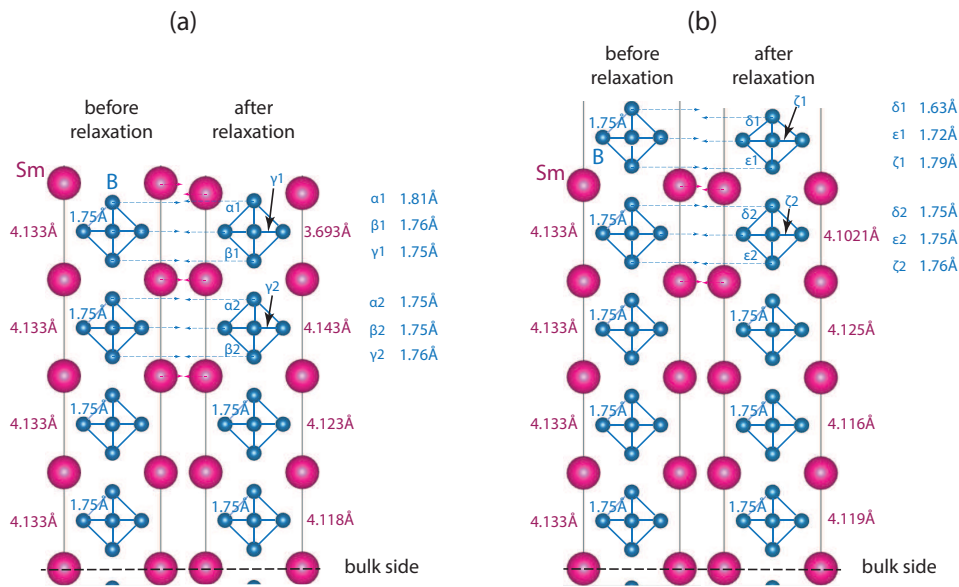 (a)
before
relaxation
after
relaxation
Sm
B
γ1
α1
1.75Å
β1
4.133Å
3.693Å
α1 1.81Å
β1 1.76Å
γ1 1.75Å
γ2
α2
1.75Å
β2
4.133Å
4.143Å
α2 1.75Å
β2 1.75Å
γ2 1.76Å
1.75Å
1.75Å
4.133Å
4.123Å
1.75Å
1.75Å
4.133Å
4.118Å
bulk side
(b)
before
relaxation
after
relaxation
ζ1
δ1
1.75Å
B
ε1
Sm
δ1 1.63Å
ε1 1.72Å
ζ1 1.79Å
ζ2
δ2
1.75Å
ε2
4.133Å
4.1021Å
δ2 1.75Å
ε2 1.75Å
ζ2 1.76Å
1.75Å
1.75Å
4.133Å
4.125Å
1.75Å
1.75Å
4.133Å
4.116Å
1.75Å
1.75Å
4.133Å
4.119Å
bulk side